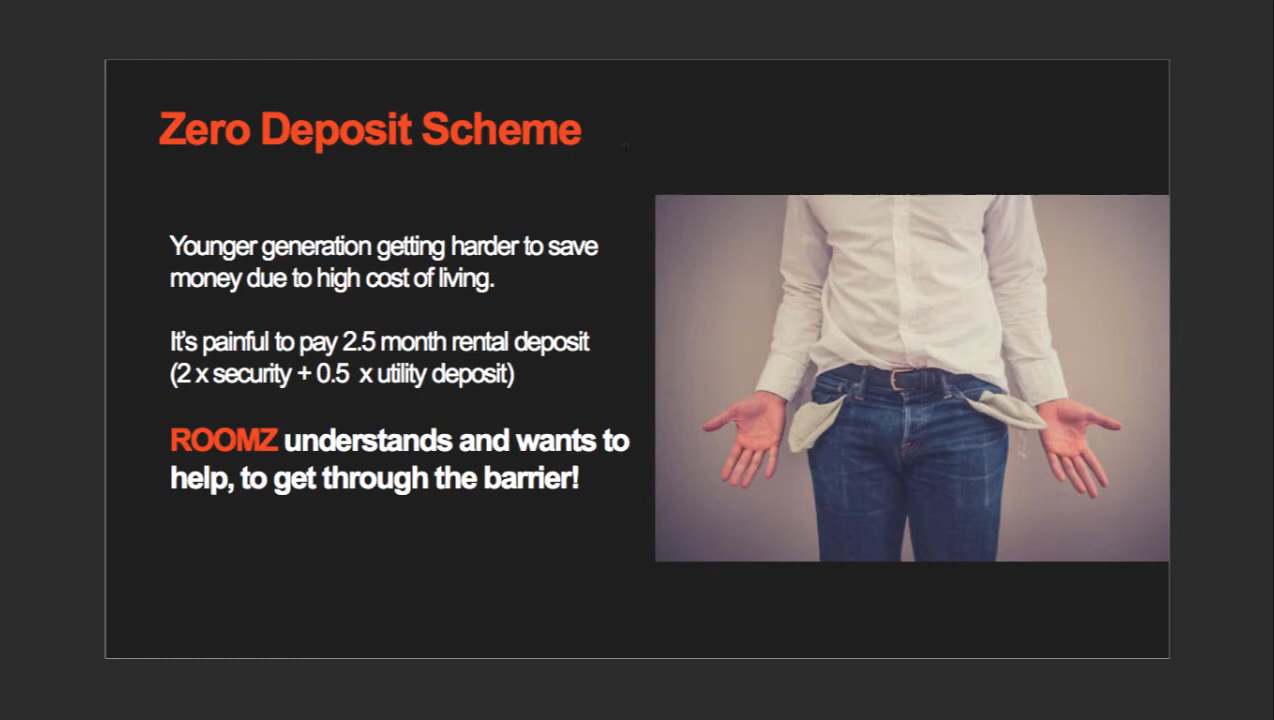 Zero Deposit Scheme
Younger generation getting harder to save
money due to high cost of living.
It's painful to pay 2.5 month rental deposit
(2 x security + 0.5 x utility deposit)
ROOMZ understands and wants to
help, to get through the barrier!